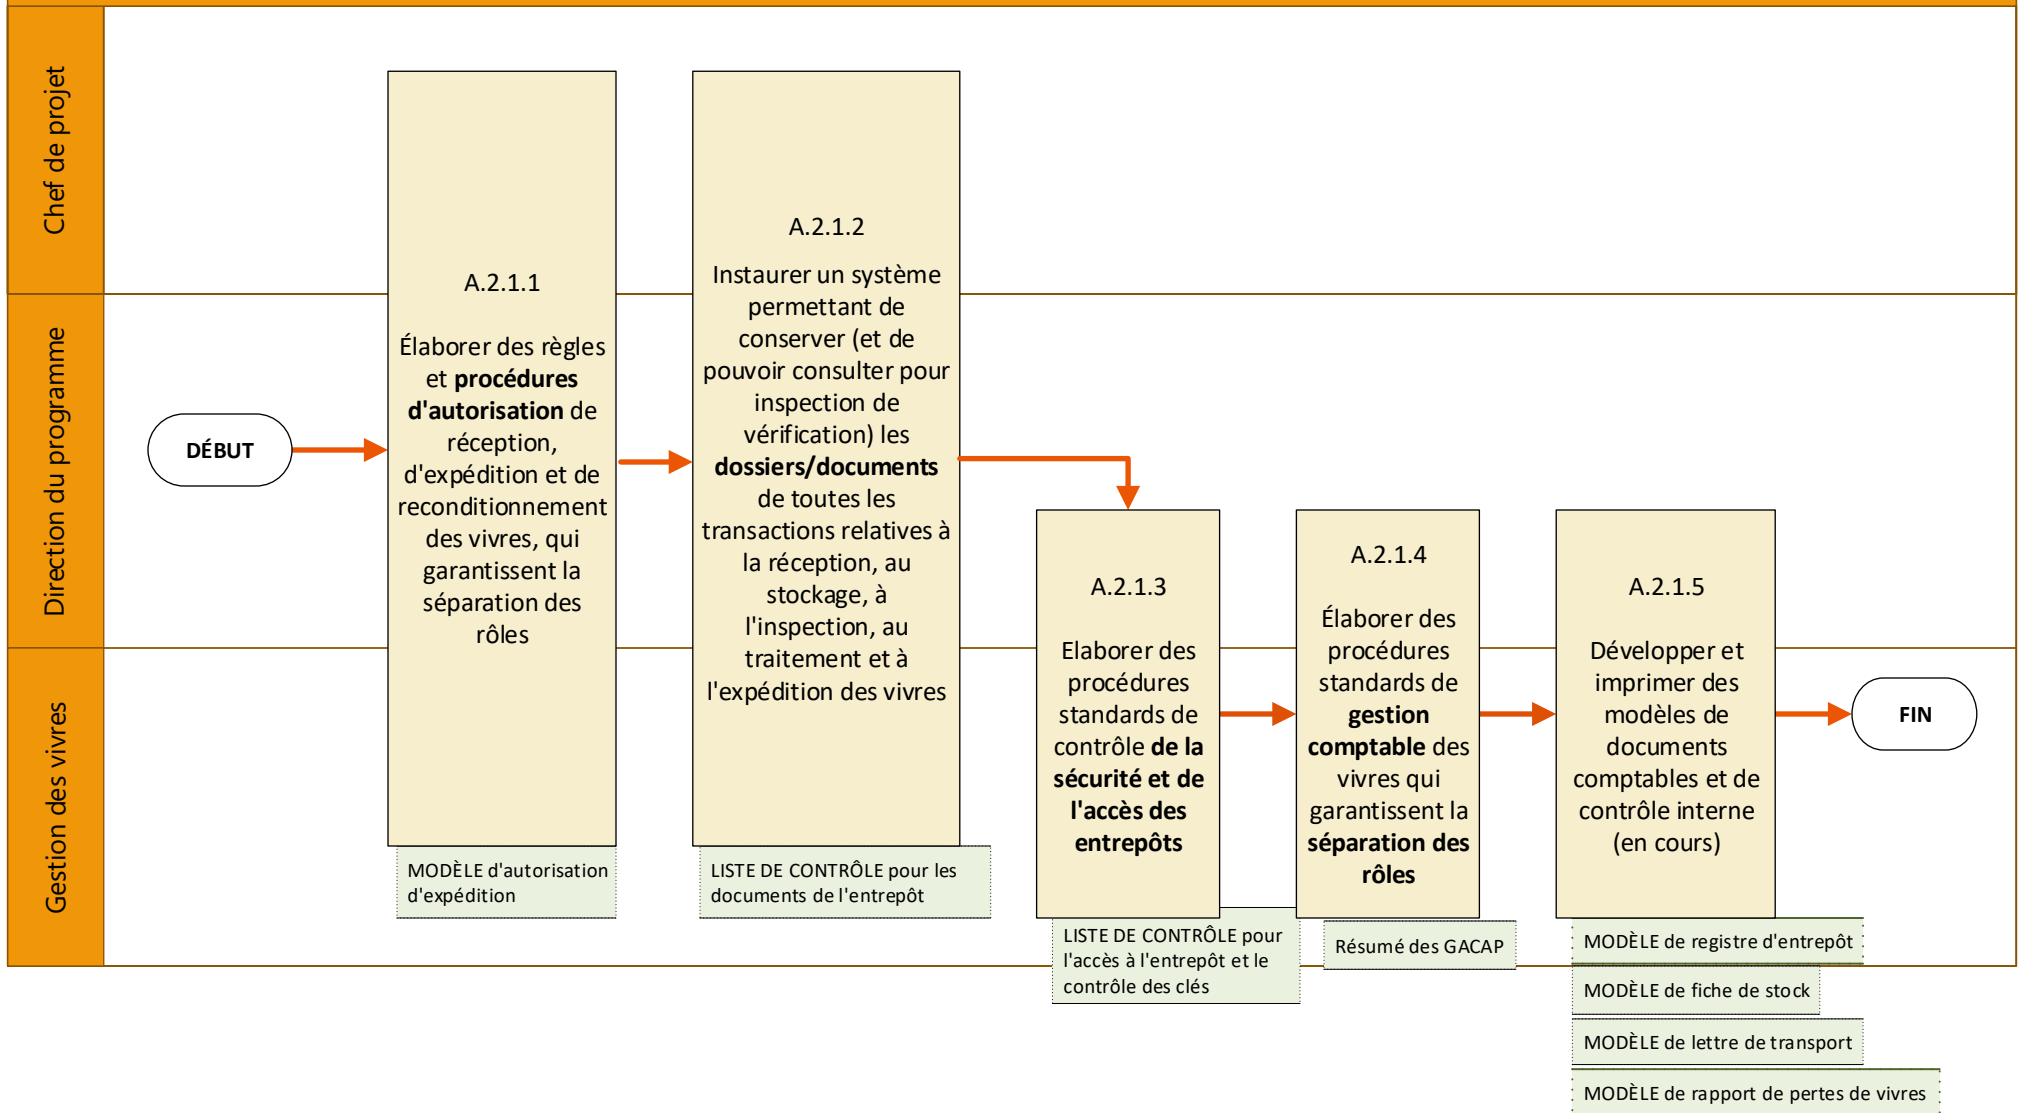 Chef de projet
Direction du programme
Gestion des vivres
DÉBUT
A.2.1.1
Élaborer des règles
et procédures
d'autorisation de
réception,
d'expédition et de
reconditionnement
des vivres, qui
garantissent la
séparation des
rôles
MODÈLE d'autorisation
d'expédition
A.2.1.2
Instaurer un système
permettant de
conserver (et de
pouvoir consulter pour
inspection de
vérification) les
dossiers/documents
de toutes les
transactions relatives à
la réception, au
stockage, à
l'inspection, au
traitement et à
l'expédition des vivres
LISTE DE CONTRÔLE pour les
documents de l'entrepôt
A.2.1.3
Elaborer des
procédures
standards de
contrôle de la
sécurité et de
l'accès des
entrepôts
LISTE DE CONTRÔLE pour
l'accès à l'entrepôt et le
contrôle des clés
A.2.1.4
Élaborer des
procédures
standards de
gestion
comptable des
vivres qui
garantissent la
séparation des
rôles
Résumé des GACAP
A.2.1.5
Développer et
imprimer des
modèles de
documents
comptables et de
contrôle interne
(en cours)
MODÈLE de registre d'entrepôt
MODÈLE de fiche de stock
MODÈLE de lettre de transport
MODÈLE de rapport de pertes de vivres
FIN